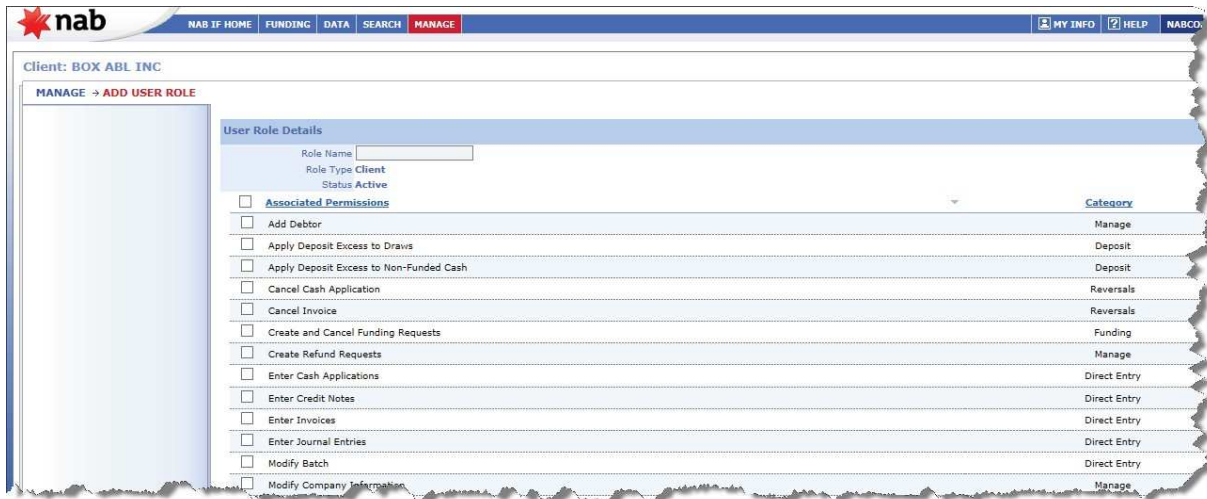 nab
NAB IF HOME FUNDING DATA SEARCH MANAGE MY INFO ? HELP
Client: BOX ABL INC
MANAGE → ADD USER ROLE
User Role Details
Role Name
Role Type Client
Status Active
Associated Permissions Category
Add Debtor Manage
Apply Deposit Excess to Draws Deposit
Apply Deposit Excess to Non-Funded Cash Deposit
Cancel Cash Application Reversals
Cancel Invoice Reversals
Create and Cancel Funding Requests Funding
Create Refund Requests Manage
Enter Cash Applications Direct Entry
Enter Credit Notes Direct Entry
Enter Invoices Direct Entry
Enter Journal Entries Direct Entry
Modify Batch Direct Entry
Modify Company Information Manage